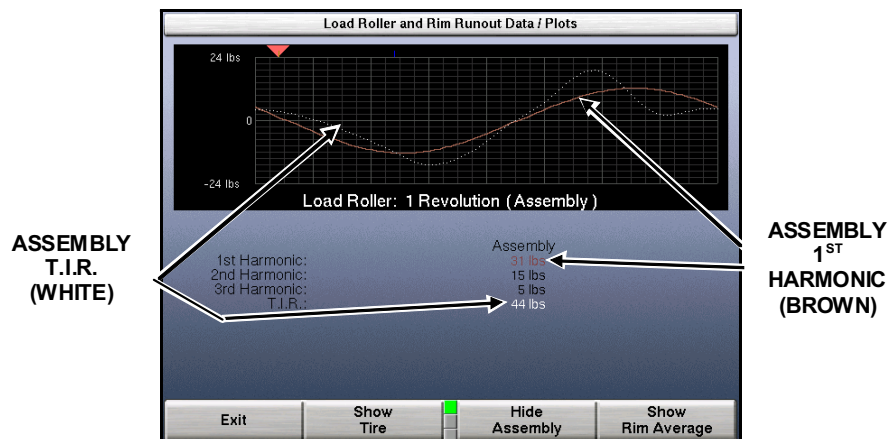 Load Roller and Rim Runout Data / Plots
24 lbs
0
-24 lbs
Load Roller: 1 Revolution (Assembly)
ASSEMBLY
T.I.R.
(WHITE)
ASSEMBLY
1ST
HARMONIC
(BROWN)
Assembly
1st Harmonic: 31 lbs
2nd Harmonic: 15 lbs
3rd Harmonic: 5 lbs
T.I.R.: 44 lbs
Exit
Show
Tire
Hide
Assembly
Show
Rim Average